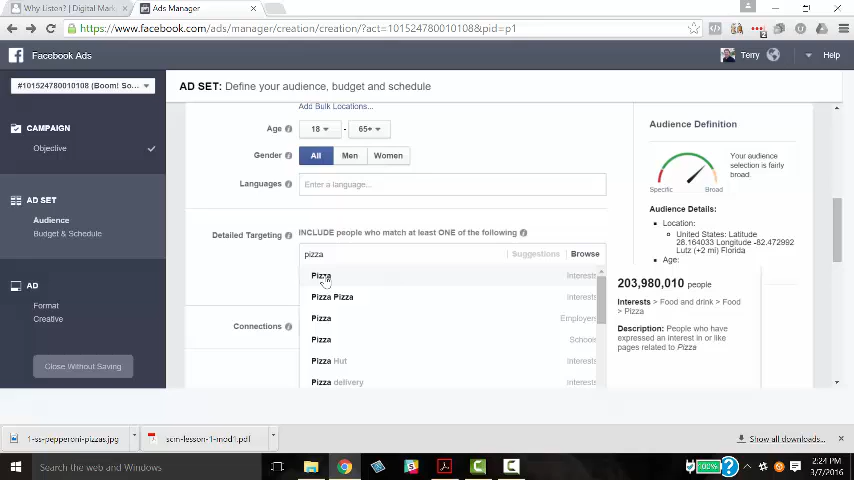 Why Listen? | Digital Mark
Ads Manager
https://www.facebook.com/ads/manager/creation/creation/?act=101524780010108&pid=p1
Facebook Ads
Terry
Help
#101524780010108 (Boom! So...
AD SET: Define your audience, budget and schedule
CAMPAIGN
Objective
AD SET
Audience
Budget & Schedule
AD
Format
Creative
Close Without Saving
Add Bulk Locations...
Age
18
-
65+
Gender
All
Men
Women
Languages
Enter a language...
Detailed Targeting
INCLUDE people who match at least ONE of the following
pizza
Suggestions
Browse
Pizza
Interests
Pizza Pizza
Interests
Pizza
Employers
Pizza
Schools
Pizza Hut
Interests
Pizza delivery
Interests
Connections
Audience Definition
Your audience
selection is fairly
broad.
Specific
Broad
Audience Details:
Location:
United States: Latitude
28.164033 Longitude -82.472992
Lutz (+2 mi) Florida
Age:
203,980,010 people
Interests > Food and drink > Food
> Pizza
Description: People who have
expressed an interest in or like
pages related to Pizza
1-ss-pepperoni-pizzas.jpg
scm-lesson-1-mod1.pdf
Show all downloads...
Search the web and Windows
100%
2:24 PM
3/7/2016